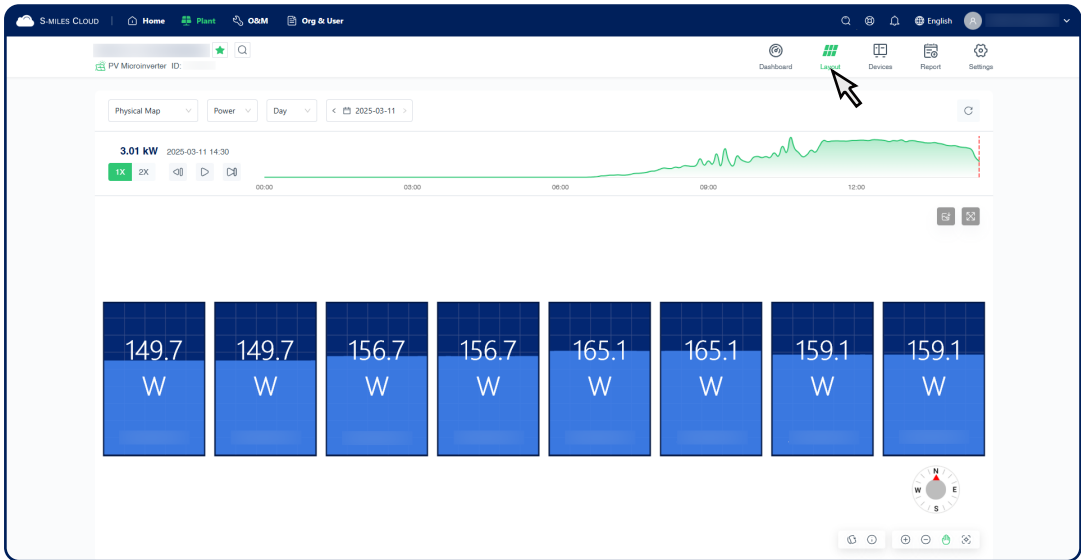 S-MILES CLOUD Home Plant O&M Org & User English
PV Microinverter ID:
Dashboard Layout Devices Report Settings
Physical Map Power Day 2025-03-11
3.01 kW 2025-03-11 14:30
1X 2X
00:00 03:00 06:00 09:00 12:00
149.7 149.7 156.7 156.7 165.1 165.1 159.1 159.1
W W W W W W W W
N
W E
S